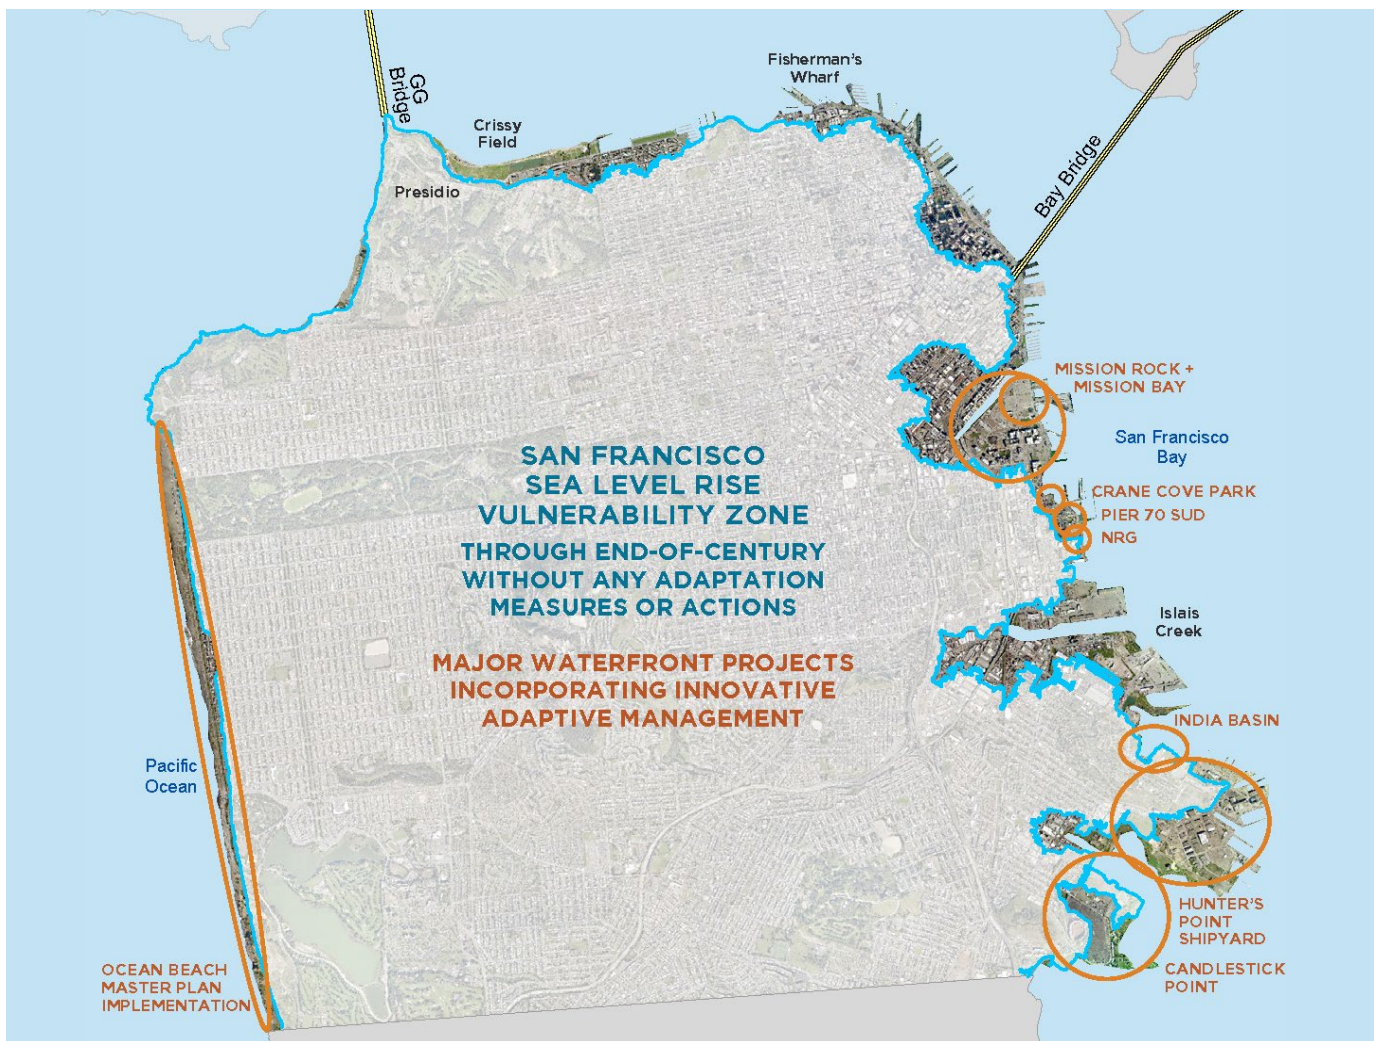 GG
Bridge
Fisherman's
Wharf
Crissy
Field
Presidio
Bay Bridge
MISSION ROCK +
MISSION BAY
San Francisco
Bay
CRANE COVE PARK
PIER 70 SUD
NRG
SAN FRANCISCO
SEA LEVEL RISE
VULNERABILITY ZONE
THROUGH END-OF-CENTURY
WITHOUT ANY ADAPTATION
MEASURES OR ACTIONS
Islais
Creek
MAJOR WATERFRONT PROJECTS
INCORPORATING INNOVATIVE
ADAPTIVE MANAGEMENT
INDIA BASIN
Pacific
Ocean
HUNTER'S
POINT
SHIPYARD
CANDLESTICK
POINT
OCEAN BEACH
MASTER PLAN
IMPLEMENTATION